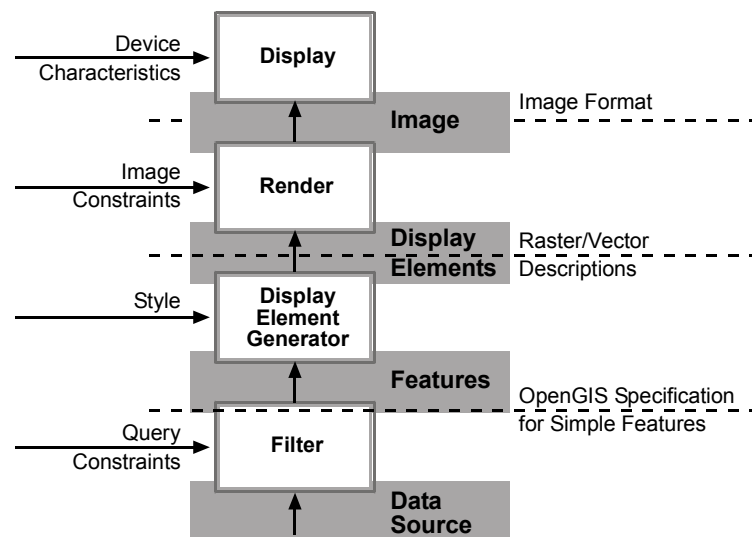 Device
Characteristics
Display
Image
Image Format
Image
Constraints
Render
Display
Elements
Raster/Vector
Descriptions
Style
Display
Element
Generator
Features
OpenGIS Specification
for Simple Features
Query
Constraints
Filter
Data
Source